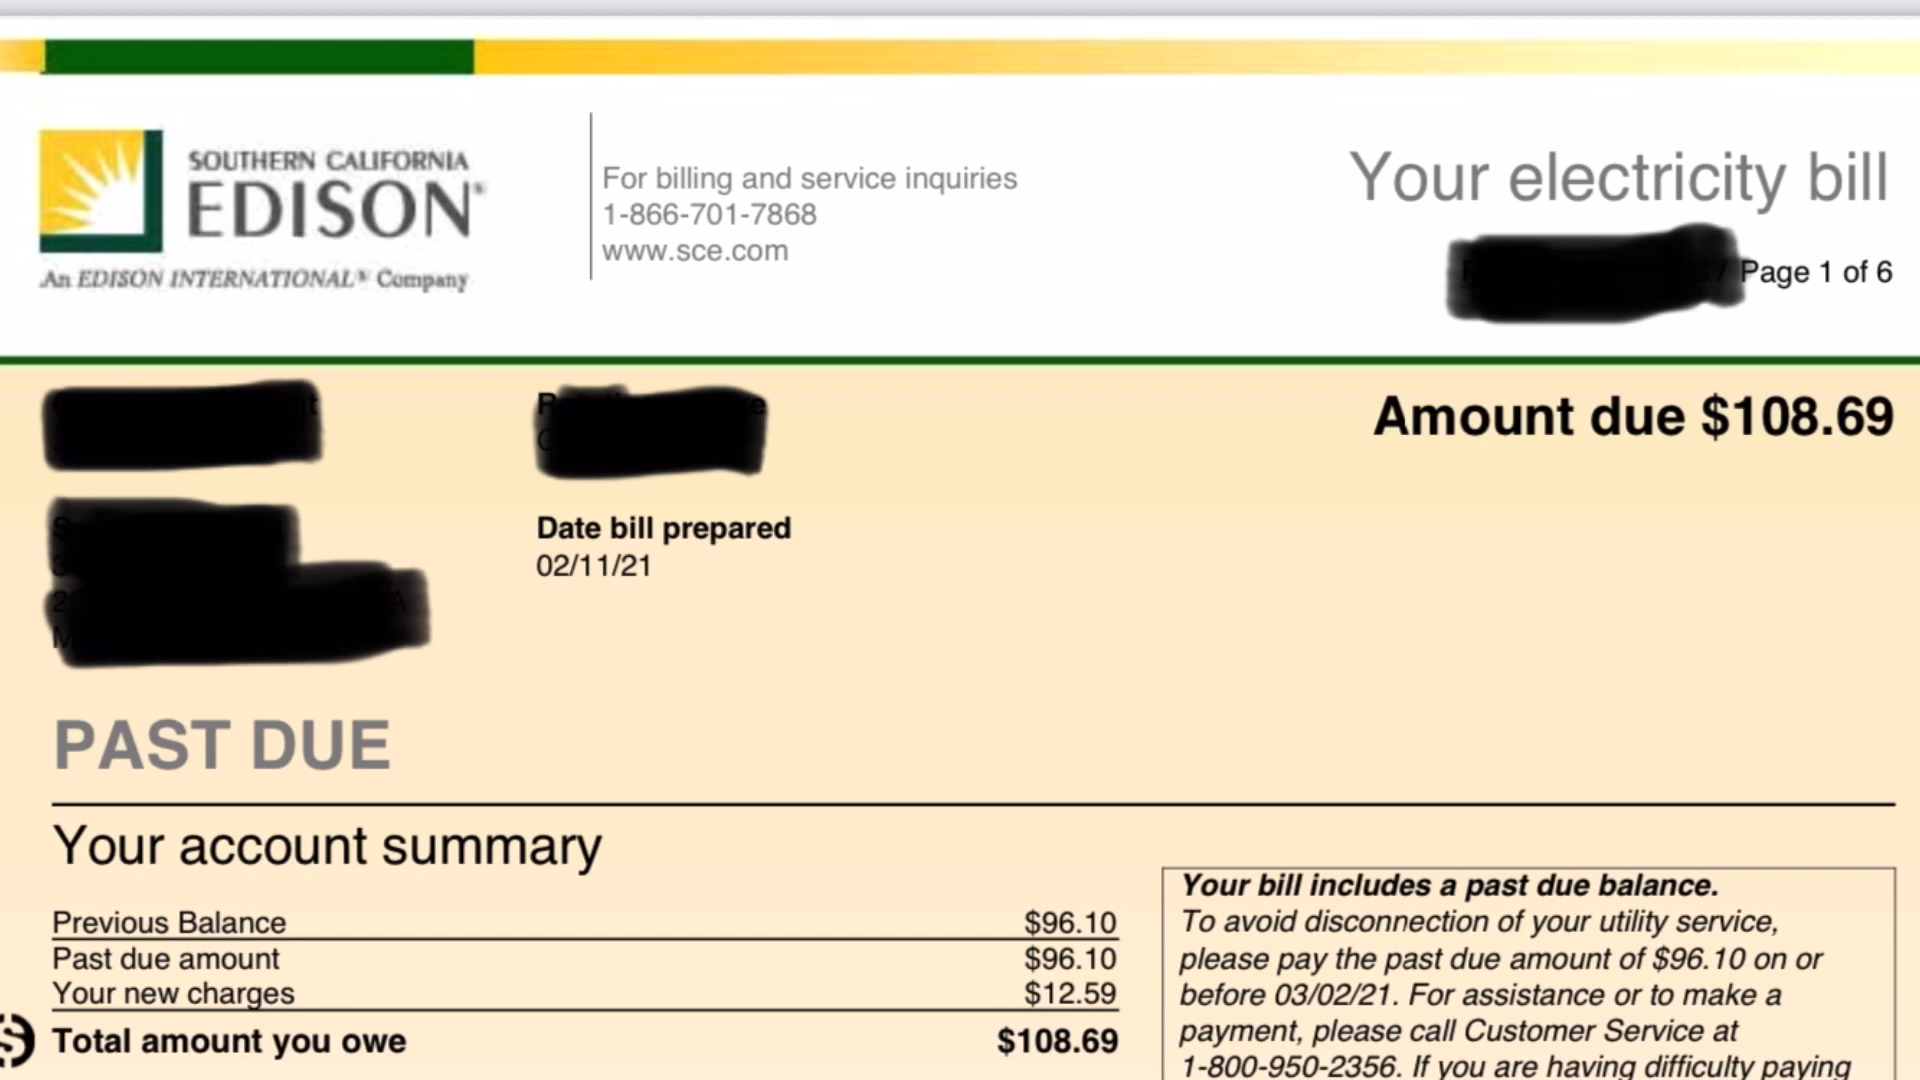 SOUTHERN CALIFORNIA
EDISON®
An EDISON INTERNATIONAL® Company
For billing and service inquiries
1-866-701-7868
www.sce.com
Your electricity bill
/ Page 1 of 6
Amount due $108.69
Date bill prepared
02/11/21
PAST DUE
Your account summary
Previous Balance $96.10
Past due amount $96.10
Your new charges $12.59
Total amount you owe $108.69
Your bill includes a past due balance.
To avoid disconnection of your utility service,
please pay the past due amount of $96.10 on or
before 03/02/21. For assistance or to make a
payment, please call Customer Service at
1-800-950-2356. If you are having difficulty paying